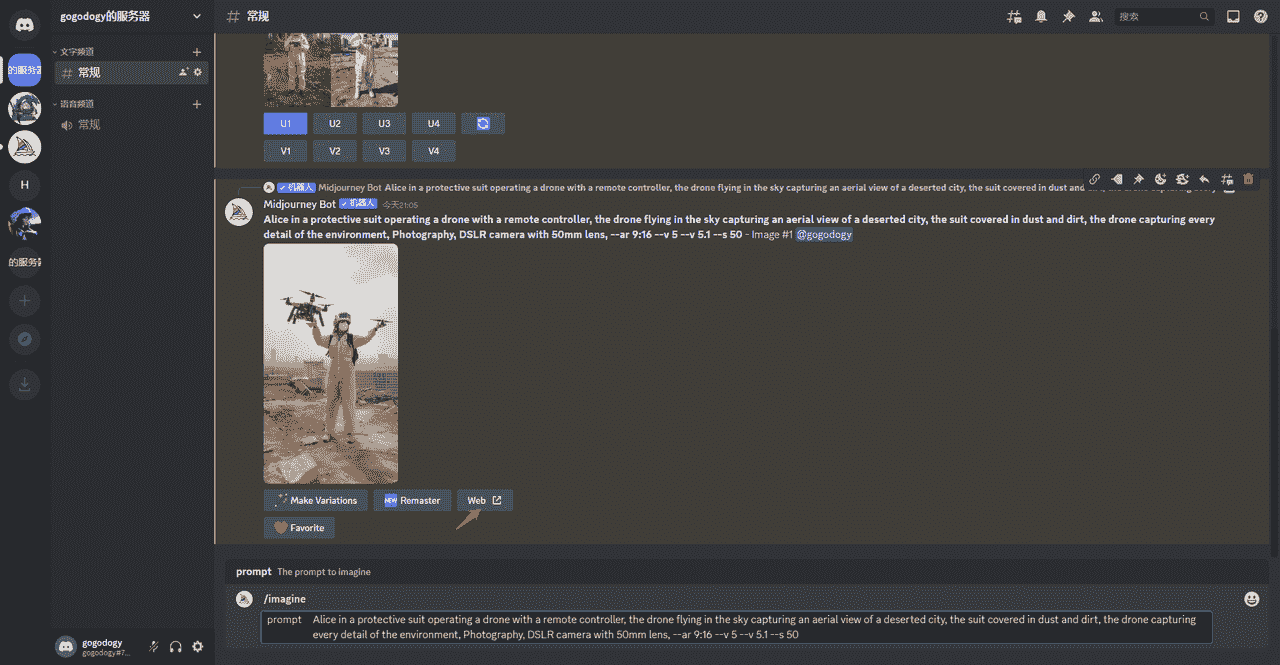 gogodogy的服务器
常规
搜索
文字频道
常规
语音频道
常规
的服务器
H
的服务器
U1 U2 U3 U4
V1 V2 V3 V4
机器人 Midjourney Bot Alice in a protective suit operating a drone with a remote controller, the drone flying in the sky capturing an aerial view of a deserted city, the suit covered in dust and
Midjourney Bot 机器人 今天21:05
Alice in a protective suit operating a drone with a remote controller, the drone flying in the sky capturing an aerial view of a deserted city, the suit covered in dust and dirt, the drone capturing every
detail of the environment, Photography, DSLR camera with 50mm lens, --ar 9:16 --v 5 --v 5.1 --s 50 - Image #1 @gogodogy
Make Variations NEW Remaster Web
Favorite
prompt The prompt to imagine
/imagine
prompt Alice in a protective suit operating a drone with a remote controller, the drone flying in the sky capturing an aerial view of a deserted city, the suit covered in dust and dirt, the drone capturing
every detail of the environment, Photography, DSLR camera with 50mm lens, --ar 9:16 --v 5 --v 5.1 --s 50
gogodogy
gogodogy#7...